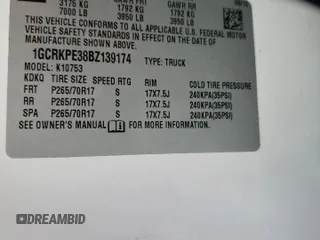 3175 KG 1792 KG 1792 KG
7000 LB 3950 LB 3950 LB
THIS VEHICLE CONFORMS TO ALL APPLICABLE U.S. FEDERAL MOTOR
VEHICLE SAFETY STANDARDS IN EFFECT ON THE DATE OF
MANUFACTURE SHOWN ABOVE.
1GCRKPE38BZ139174 TYPE: TRUCK
MODEL: K10753
KDKO TIRE SIZE SPEED RTG RIM COLD TIRE PRESSURE
FRT P265/70R17 S 17X7.5J 240KPA(35PSI)
RR P265/70R17 S 17X7.5J 240KPA(35PSI)
SPA P265/70R17 S 17X7.5J 240KPA(35PSI)
SEE OWNER'S MANUAL FOR MORE INFORMATION
DREAMBID